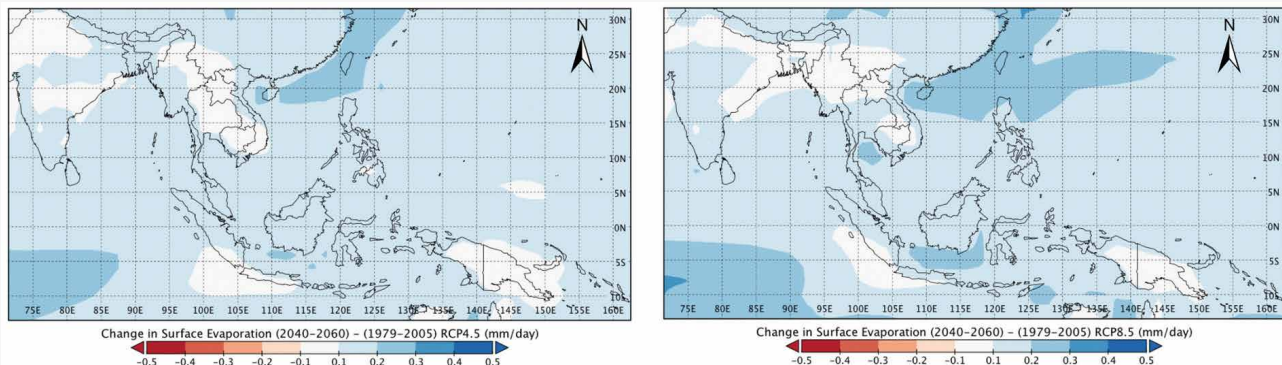 N
30N
25N
20N
15N
10N
5N
0N
5S
10S
75E 80E 85E 90E 95E 100E 105E 110E 115E 120E 125E 130E 135E 140E 145E 150E 155E 160E
Change in Surface Evaporation (2040–2060) – (1979–2005) RCP4.5 (mm/day)
−0.5 −0.4 −0.3 −0.2 −0.1 0.1 0.2 0.3 0.4 0.5
N
30N
25N
20N
15N
10N
5N
0N
5S
10S
75E 80E 85E 90E 95E 100E 105E 110E 115E 120E 125E 130E 135E 140E 145E 150E 155E 160E
Change in Surface Evaporation (2040–2060) – (1979–2005) RCP8.5 (mm/day)
−0.5 −0.4 −0.3 −0.2 −0.1 0.1 0.2 0.3 0.4 0.5